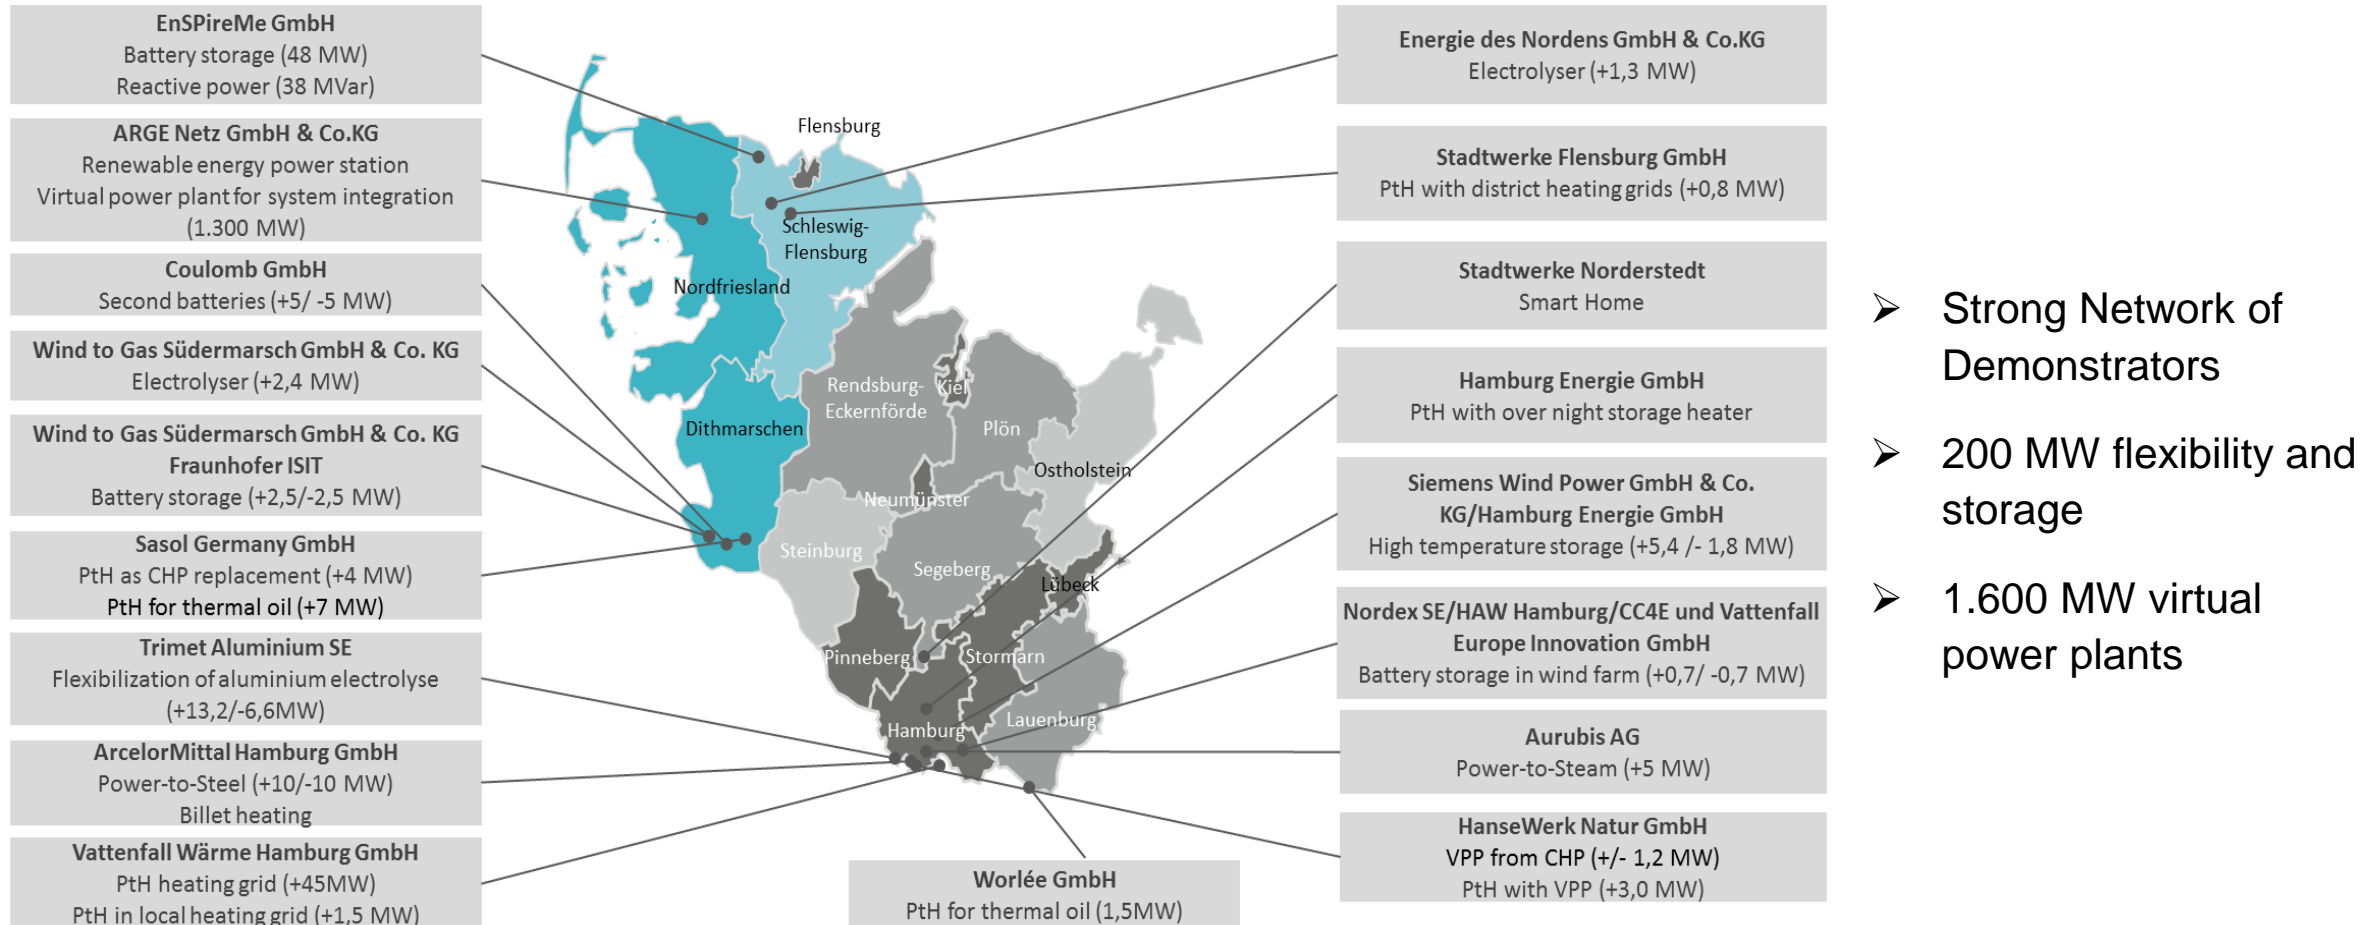 EnSPireMe GmbH
Battery storage (48 MW)
Reactive power (38 MVar)
ARGE Netz GmbH & Co.KG
Renewable energy power station
Virtual power plant for system integration
(1.300 MW)
Coulomb GmbH
Second batteries (+5/ -5 MW)
Wind to Gas Südermarsch GmbH & Co. KG
Electrolyser (+2,4 MW)
Wind to Gas Südermarsch GmbH & Co. KG
Fraunhofer ISIT
Battery storage (+2,5/-2,5 MW)
Sasol Germany GmbH
PtH as CHP replacement (+4 MW)
PtH for thermal oil (+7 MW)
Trimet Aluminium SE
Flexibilization of aluminium electrolyse
(+13,2/-6,6MW)
ArcelorMittal Hamburg GmbH
Power-to-Steel (+10/-10 MW)
Billet heating
Vattenfall Wärme Hamburg GmbH
PtH heating grid (+45MW)
PtH in local heating grid (+1,5 MW)
Flensburg
Schleswig-
Flensburg
Nordfriesland
Rendsburg-
Eckernförde
Kiel
Dithmarschen
Plön
Ostholstein
Neumünster
Steinburg
Segeberg
Lübeck
Pinneberg
Stormarn
Hamburg
Lauenburg
Worlée GmbH
PtH for thermal oil (1,5MW)
Energie des Nordens GmbH & Co.KG
Electrolyser (+1,3 MW)
Stadtwerke Flensburg GmbH
PtH with district heating grids (+0,8 MW)
Stadtwerke Norderstedt
Smart Home
Hamburg Energie GmbH
PtH with over night storage heater
Siemens Wind Power GmbH & Co.
KG/Hamburg Energie GmbH
High temperature storage (+5,4 /- 1,8 MW)
Nordex SE/HAW Hamburg/CC4E und Vattenfall
Europe Innovation GmbH
Battery storage in wind farm (+0,7/ -0,7 MW)
Aurubis AG
Power-to-Steam (+5 MW)
HanseWerk Natur GmbH
VPP from CHP (+/- 1,2 MW)
PtH with VPP (+3,0 MW)
➢ Strong Network of
Demonstrators
➢ 200 MW flexibility and
storage
➢ 1.600 MW virtual
power plants